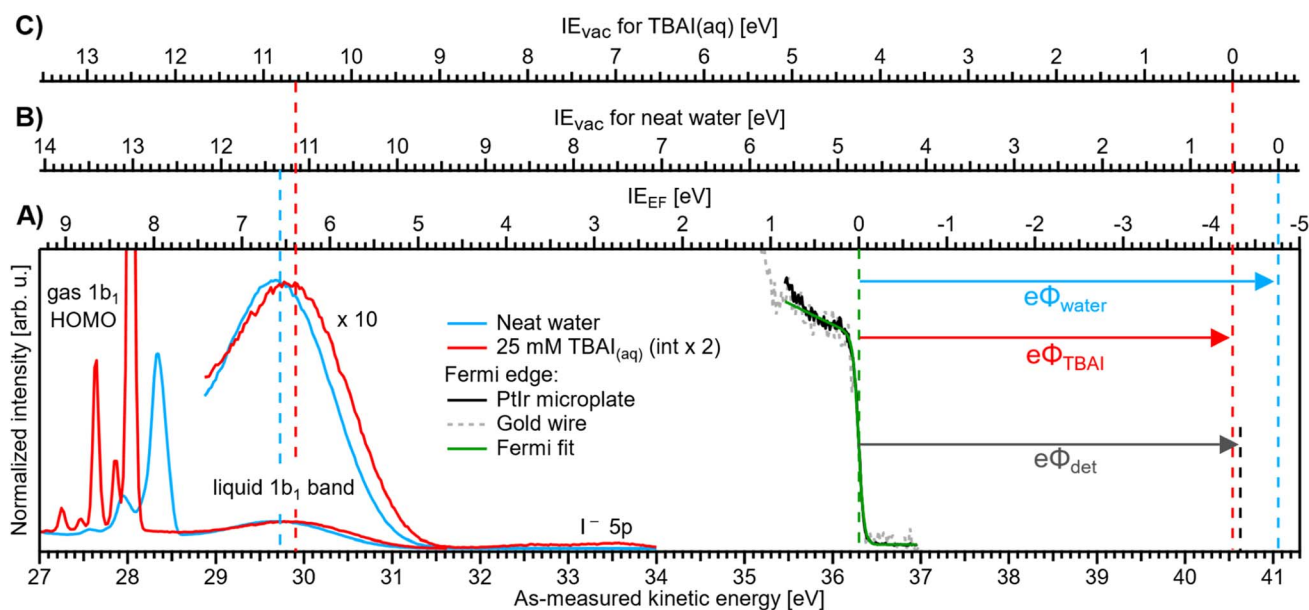 C)
IE_vac for TBAI(aq) [eV]
13 12 11 10 9 8 7 6 5 4 3 2 1 0
B)
IE_vac for neat water [eV]
14 13 12 11 10 9 8 7 6 5 4 3 2 1 0
A)
IE_EF [eV]
9 8 7 6 5 4 3 2 1 0 -1 -2 -3 -4 -5
Normalized intensity [arb. u.]
gas 1b₁
HOMO
x 10
liquid 1b₁ band
Neat water
25 mM TBAI₍aq₎ (int x 2)
Fermi edge:
PtIr microplate
Gold wire
Fermi fit
I⁻ 5p
eΦ_water
eΦ_TBAI
eΦ_det
27 28 29 30 31 32 33 34 35 36 37 38 39 40 41
As-measured kinetic energy [eV]